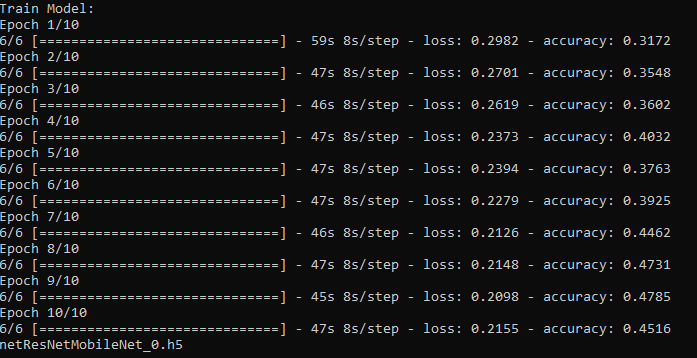 Train Model:
Epoch 1/10
6/6 [==============================] - 59s 8s/step - loss: 0.2982 - accuracy: 0.3172
Epoch 2/10
6/6 [==============================] - 47s 8s/step - loss: 0.2701 - accuracy: 0.3548
Epoch 3/10
6/6 [==============================] - 46s 8s/step - loss: 0.2619 - accuracy: 0.3602
Epoch 4/10
6/6 [==============================] - 47s 8s/step - loss: 0.2373 - accuracy: 0.4032
Epoch 5/10
6/6 [==============================] - 47s 8s/step - loss: 0.2394 - accuracy: 0.3763
Epoch 6/10
6/6 [==============================] - 47s 8s/step - loss: 0.2279 - accuracy: 0.3925
Epoch 7/10
6/6 [==============================] - 46s 8s/step - loss: 0.2126 - accuracy: 0.4462
Epoch 8/10
6/6 [==============================] - 47s 8s/step - loss: 0.2148 - accuracy: 0.4731
Epoch 9/10
6/6 [==============================] - 45s 8s/step - loss: 0.2098 - accuracy: 0.4785
Epoch 10/10
6/6 [==============================] - 47s 8s/step - loss: 0.2155 - accuracy: 0.4516
netResNetMobileNet_0.h5